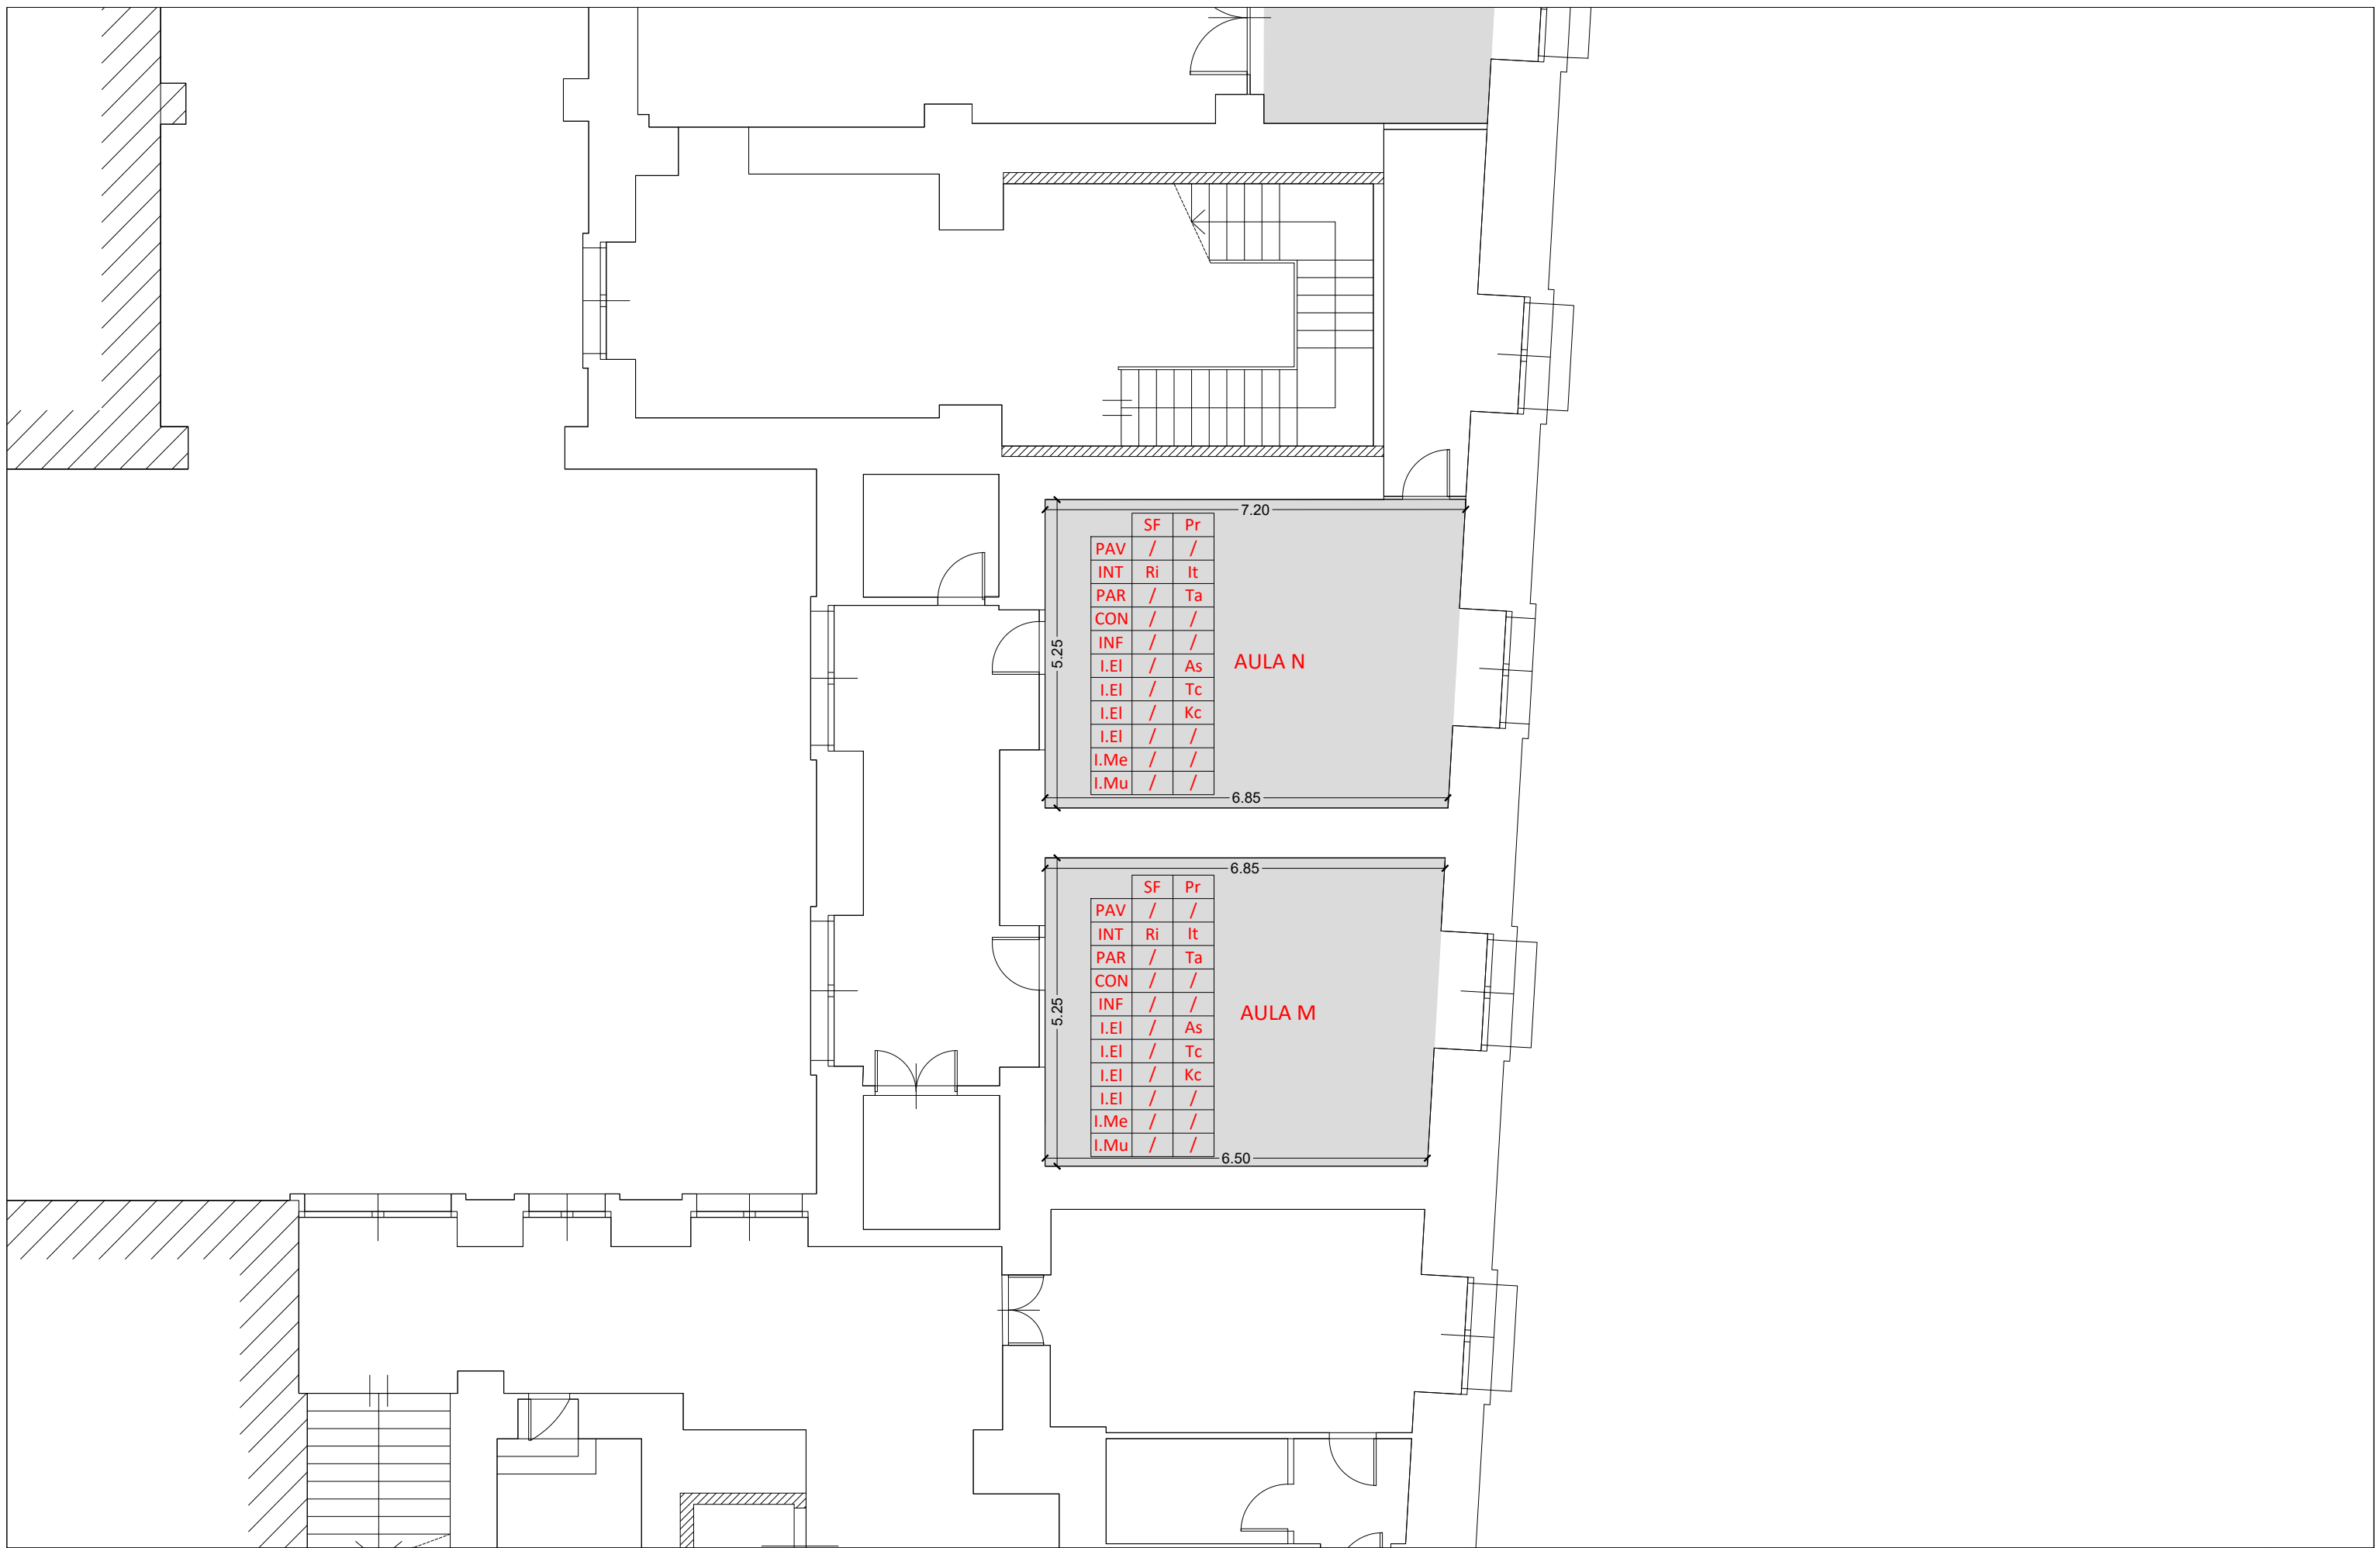 7.20
SF Pr
PAV / /
INT Ri It
PAR / Ta
CON / /
INF / /
I.El / As
I.El / Tc
I.El / Kc
I.El / /
I.Me / /
I.Mu / /
5.25
AULA N
6.85
6.85
SF Pr
PAV / /
INT Ri It
PAR / Ta
CON / /
INF / /
I.El / As
I.El / Tc
I.El / Kc
I.El / /
I.Me / /
I.Mu / /
5.25
AULA M
6.50